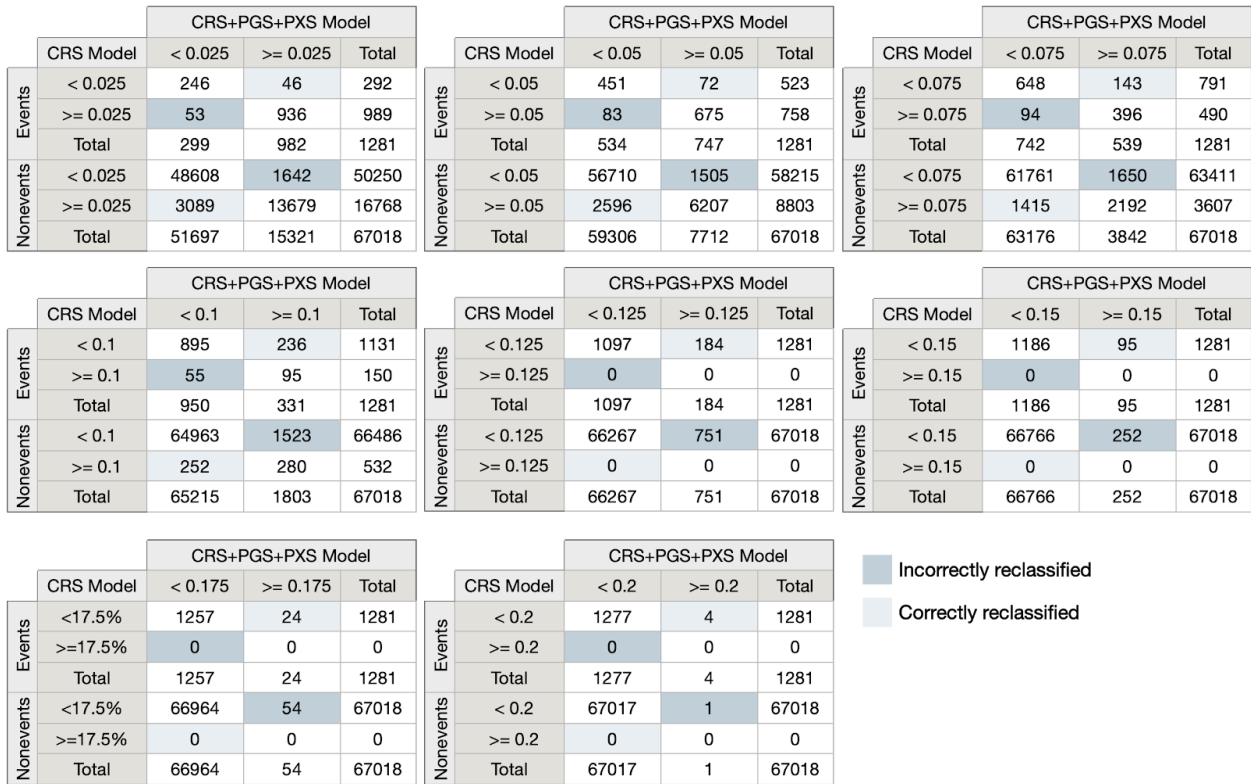 CRS+PGS+PXS Model
CRS Model < 0.025 >= 0.025 Total
Events
< 0.025 246 46 292
>= 0.025 53 936 989
Total 299 982 1281
Nonevents
< 0.025 48608 1642 50250
>= 0.025 3089 13679 16768
Total 51697 15321 67018
CRS+PGS+PXS Model
CRS Model < 0.05 >= 0.05 Total
Events
< 0.05 451 72 523
>= 0.05 83 675 758
Total 534 747 1281
Nonevents
< 0.05 56710 1505 58215
>= 0.05 2596 6207 8803
Total 59306 7712 67018
CRS+PGS+PXS Model
CRS Model < 0.075 >= 0.075 Total
Events
< 0.075 648 143 791
>= 0.075 94 396 490
Total 742 539 1281
Nonevents
< 0.075 61761 1650 63411
>= 0.075 1415 2192 3607
Total 63176 3842 67018
CRS+PGS+PXS Model
CRS Model < 0.1 >= 0.1 Total
Events
< 0.1 895 236 1131
>= 0.1 55 95 150
Total 950 331 1281
Nonevents
< 0.1 64963 1523 66486
>= 0.1 252 280 532
Total 65215 1803 67018
CRS+PGS+PXS Model
CRS Model < 0.125 >= 0.125 Total
Events
< 0.125 1097 184 1281
>= 0.125 0 0 0
Total 1097 184 1281
Nonevents
< 0.125 66267 751 67018
>= 0.125 0 0 0
Total 66267 751 67018
CRS+PGS+PXS Model
CRS Model < 0.15 >= 0.15 Total
Events
< 0.15 1186 95 1281
>= 0.15 0 0 0
Total 1186 95 1281
Nonevents
< 0.15 66766 252 67018
>= 0.15 0 0 0
Total 66766 252 67018
CRS+PGS+PXS Model
CRS Model < 0.175 >= 0.175 Total
Events
<17.5% 1257 24 1281
>=17.5% 0 0 0
Total 1257 24 1281
Nonevents
<17.5% 66964 54 67018
>=17.5% 0 0 0
Total 66964 54 67018
CRS+PGS+PXS Model
CRS Model < 0.2 >= 0.2 Total
Events
< 0.2 1277 4 1281
>= 0.2 0 0 0
Total 1277 4 1281
Nonevents
< 0.2 67017 1 67018
>= 0.2 0 0 0
Total 67017 1 67018
Incorrectly reclassified
Correctly reclassified